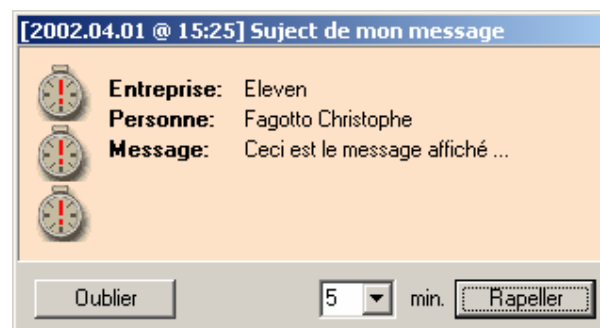 [2002.04.01 @ 15:25] Suject de mon message
Entreprise: Eleven
Personne: Fagotto Christophe
Message: Ceci est le message affiché ...
Oublier 5 min. Rapeller